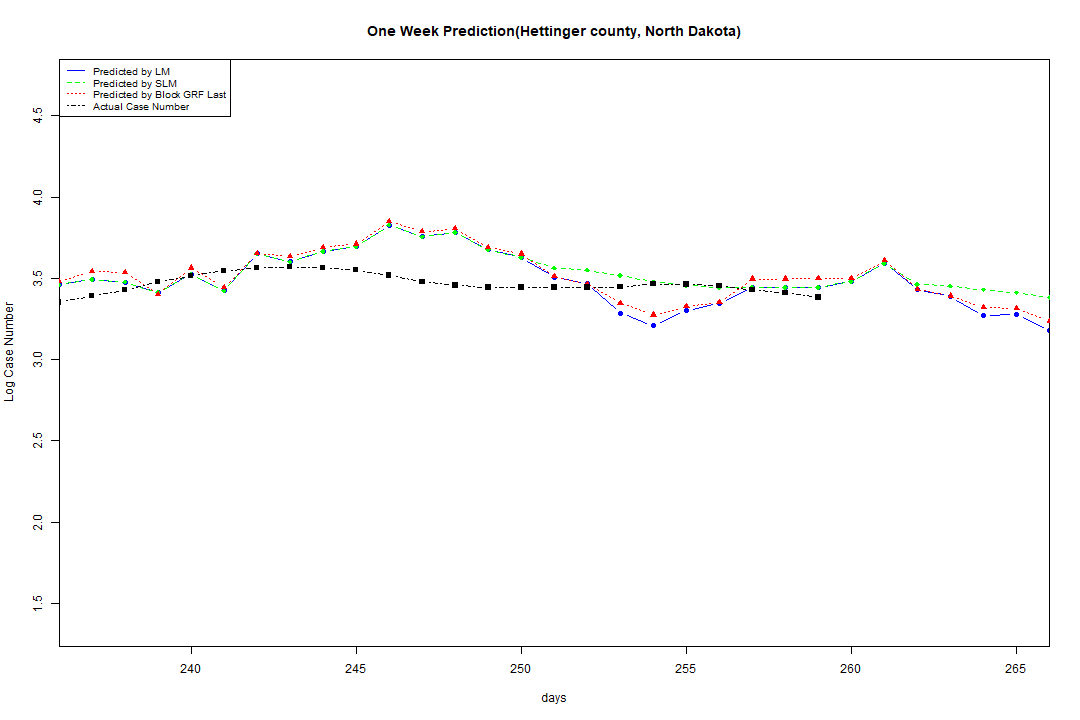 One Week Prediction(Hettinger county, North Dakota)
Predicted by LM
Predicted by SLM
Predicted by Block GRF Last
Actual Case Number
4.5
4.0
3.5
3.0
2.5
2.0
1.5
Log Case Number
240
245
250
255
260
265
days